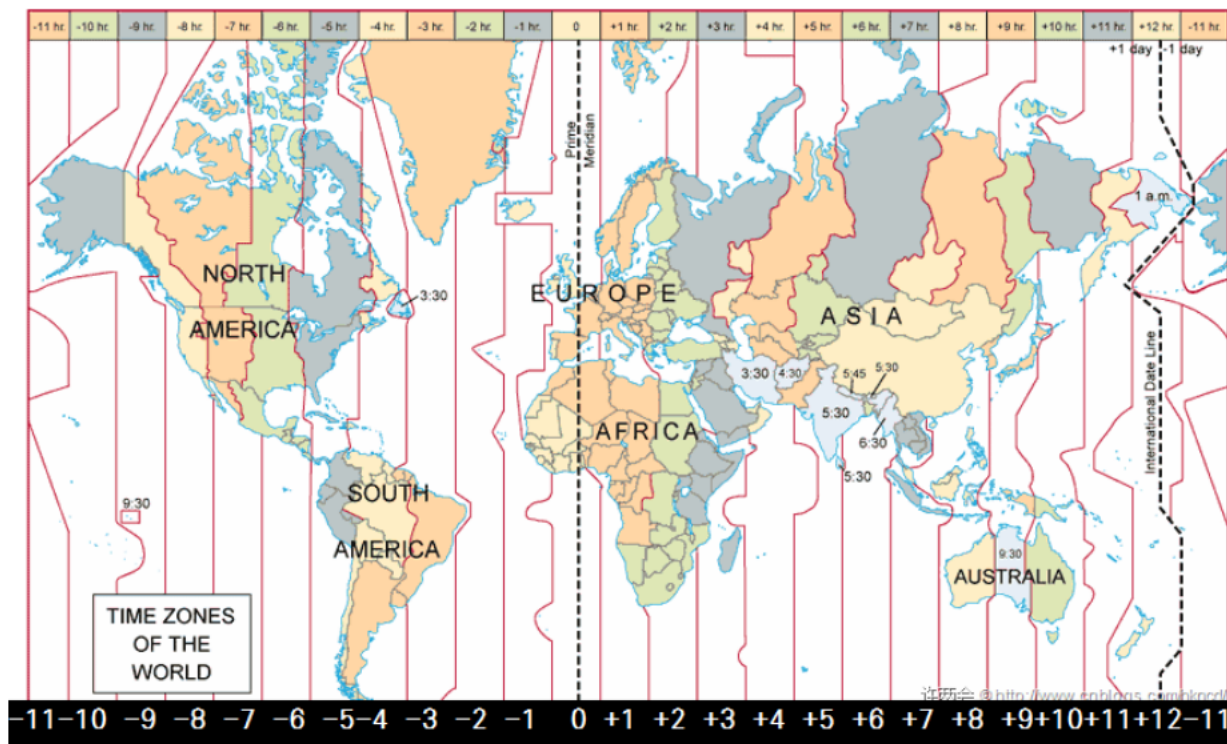 -11 hr. -10 hr. -9 hr. -8 hr. -7 hr. -6 hr. -5 hr. -4 hr. -3 hr. -2 hr. -1 hr. 0 +1 hr. +2 hr. +3 hr. +4 hr. +5 hr. +6 hr. +7 hr. +8 hr. +9 hr. +10 hr. +11 hr. +12 hr. -11 hr.
+1 day -1 day
Prime
Meridian
1 a.m.
NORTH
AMERICA
3:30
EUROPE
ASIA
International Date Line
3:30
4:30
5:45
5:30
5:30
6:30
5:30
AFRICA
SOUTH
AMERICA
9:30
9:30
AUSTRALIA
TIME ZONES
OF THE
WORLD
-11 -10 -9 -8 -7 -6 -5 -4 -3 -2 -1 0 +1 +2 +3 +4 +5 +6 +7 +8 +9 +10 +11 +12 -11